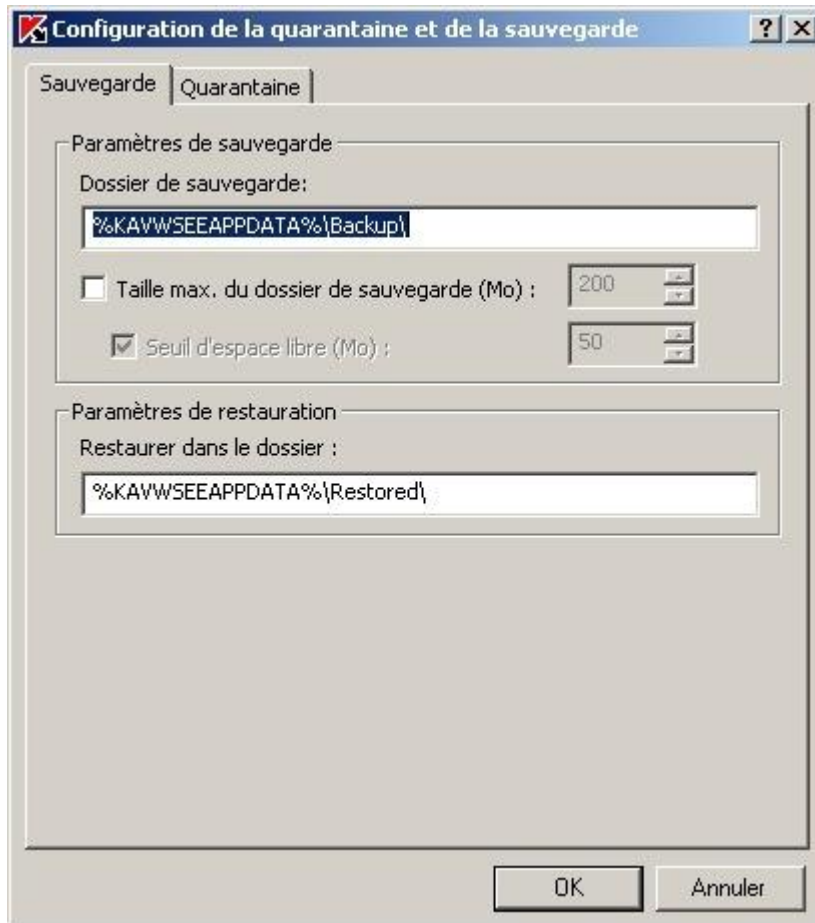 Configuration de la quarantaine et de la sauvegarde
Sauvegarde
Quarantaine
Paramètres de sauvegarde
Dossier de sauvegarde:
%KAVWSEEAPPDATA%\Backup\
Taille max. du dossier de sauvegarde (Mo) : 200
Seuil d'espace libre (Mo) : 50
Paramètres de restauration
Restaurer dans le dossier :
%KAVWSEEAPPDATA%\Restored\
OK
Annuler